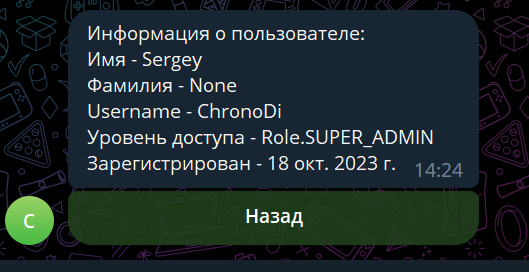 Информация о пользователе:
Имя - Sergey
Фамилия - None
Username - ChronoDi
Уровень доступа - Role.SUPER_ADMIN
Зарегистрирован - 18 окт. 2023 г.
14:24
Назад
C